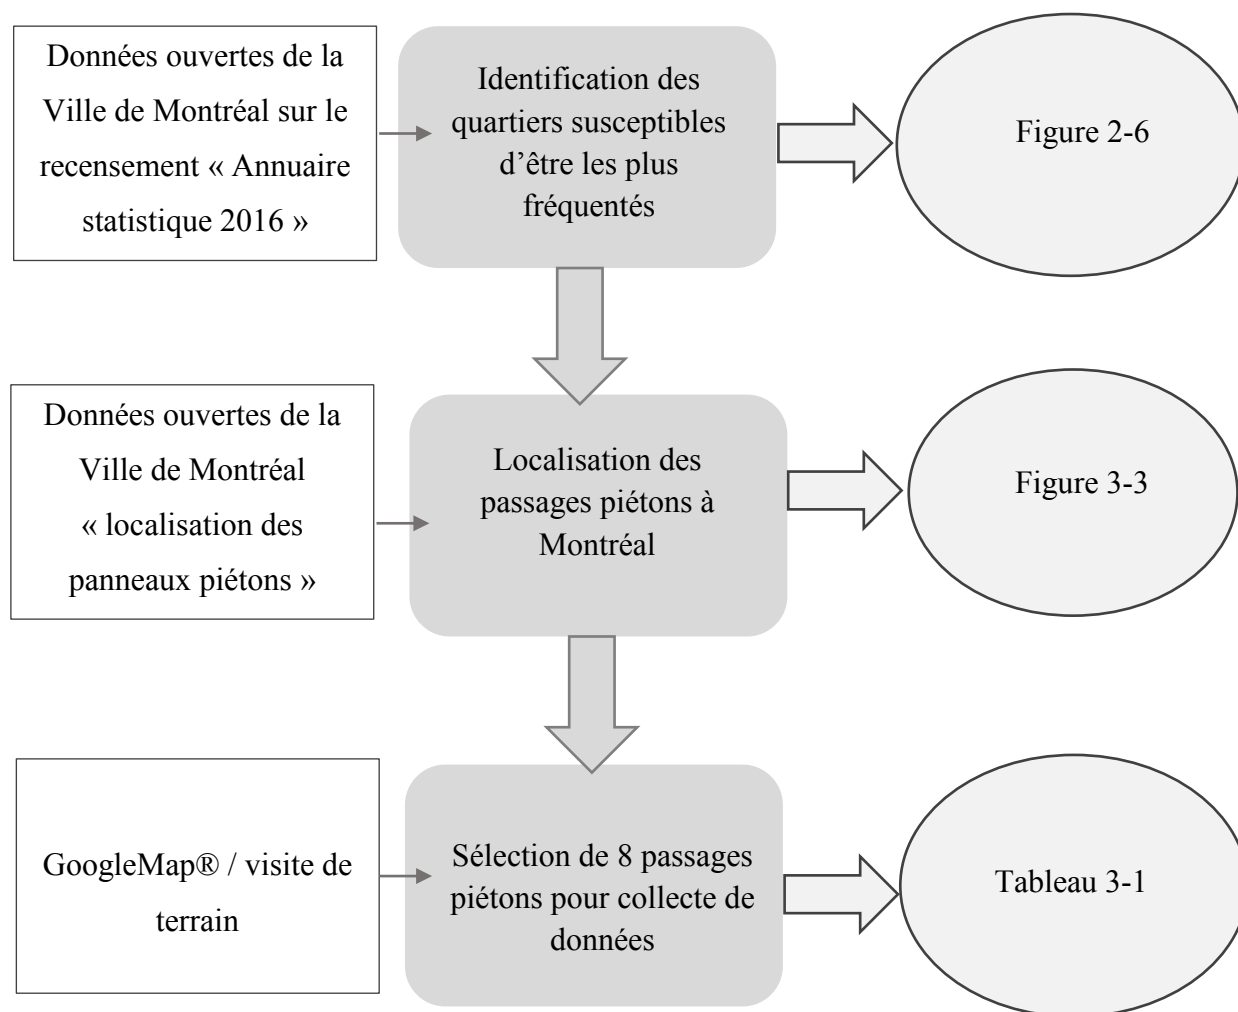 Données ouvertes de la
Ville de Montréal sur le
recensement « Annuaire
statistique 2016 »
Identification des
quartiers susceptibles
d’être les plus
fréquentés
Figure 2-6
Données ouvertes de la
Ville de Montréal
« localisation des
panneaux piétons »
Localisation des
passages piétons à
Montréal
Figure 3-3
GoogleMap® / visite de
terrain
Sélection de 8 passages
piétons pour collecte de
données
Tableau 3-1